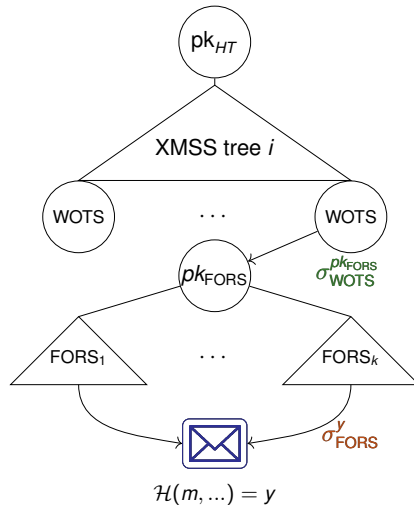 pk_HT
XMSS tree i
WOTS ... WOTS
pk_FORS
σ_WOTS^pk_FORS
FORS_1 ... FORS_k
σ_FORS^y
ℋ(m, ...) = y